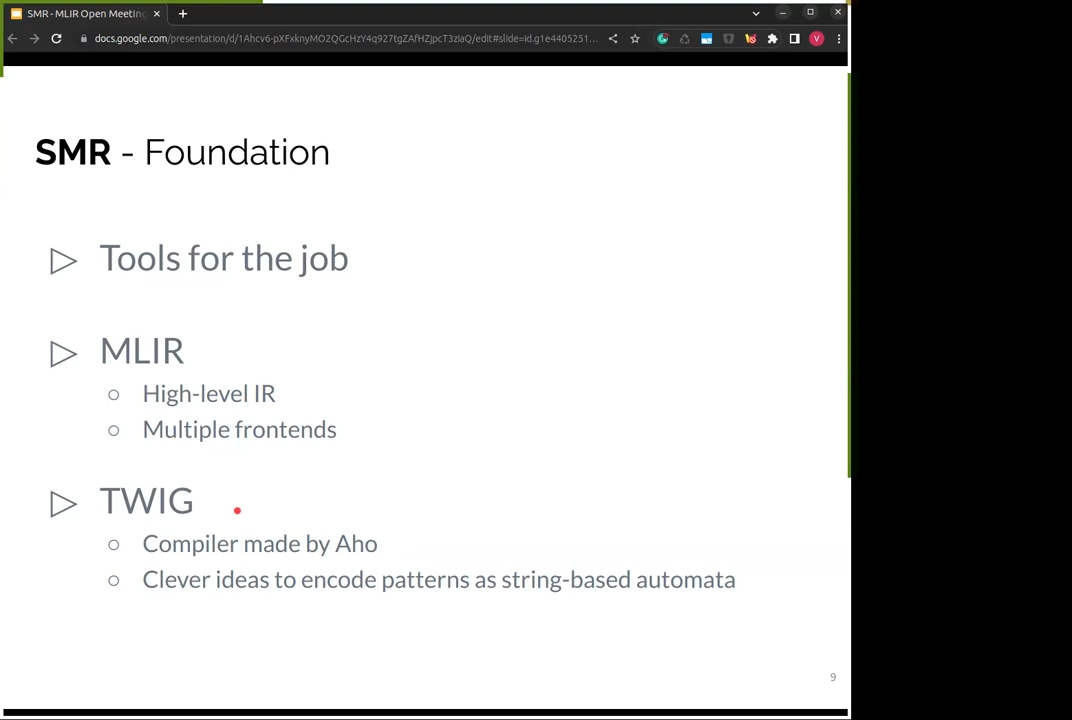 SMR - MLIR Open Meeting
docs.google.com/presentation/d/1Ahcv6-pXFxknyMO2QGcHzY4q927tgZAfHZjpcT3ziaQ/edit#slide=id.g1e4405251...
V
SMR - Foundation
Tools for the job
MLIR
High-level IR
Multiple frontends
TWIG
Compiler made by Aho
Clever ideas to encode patterns as string-based automata
9